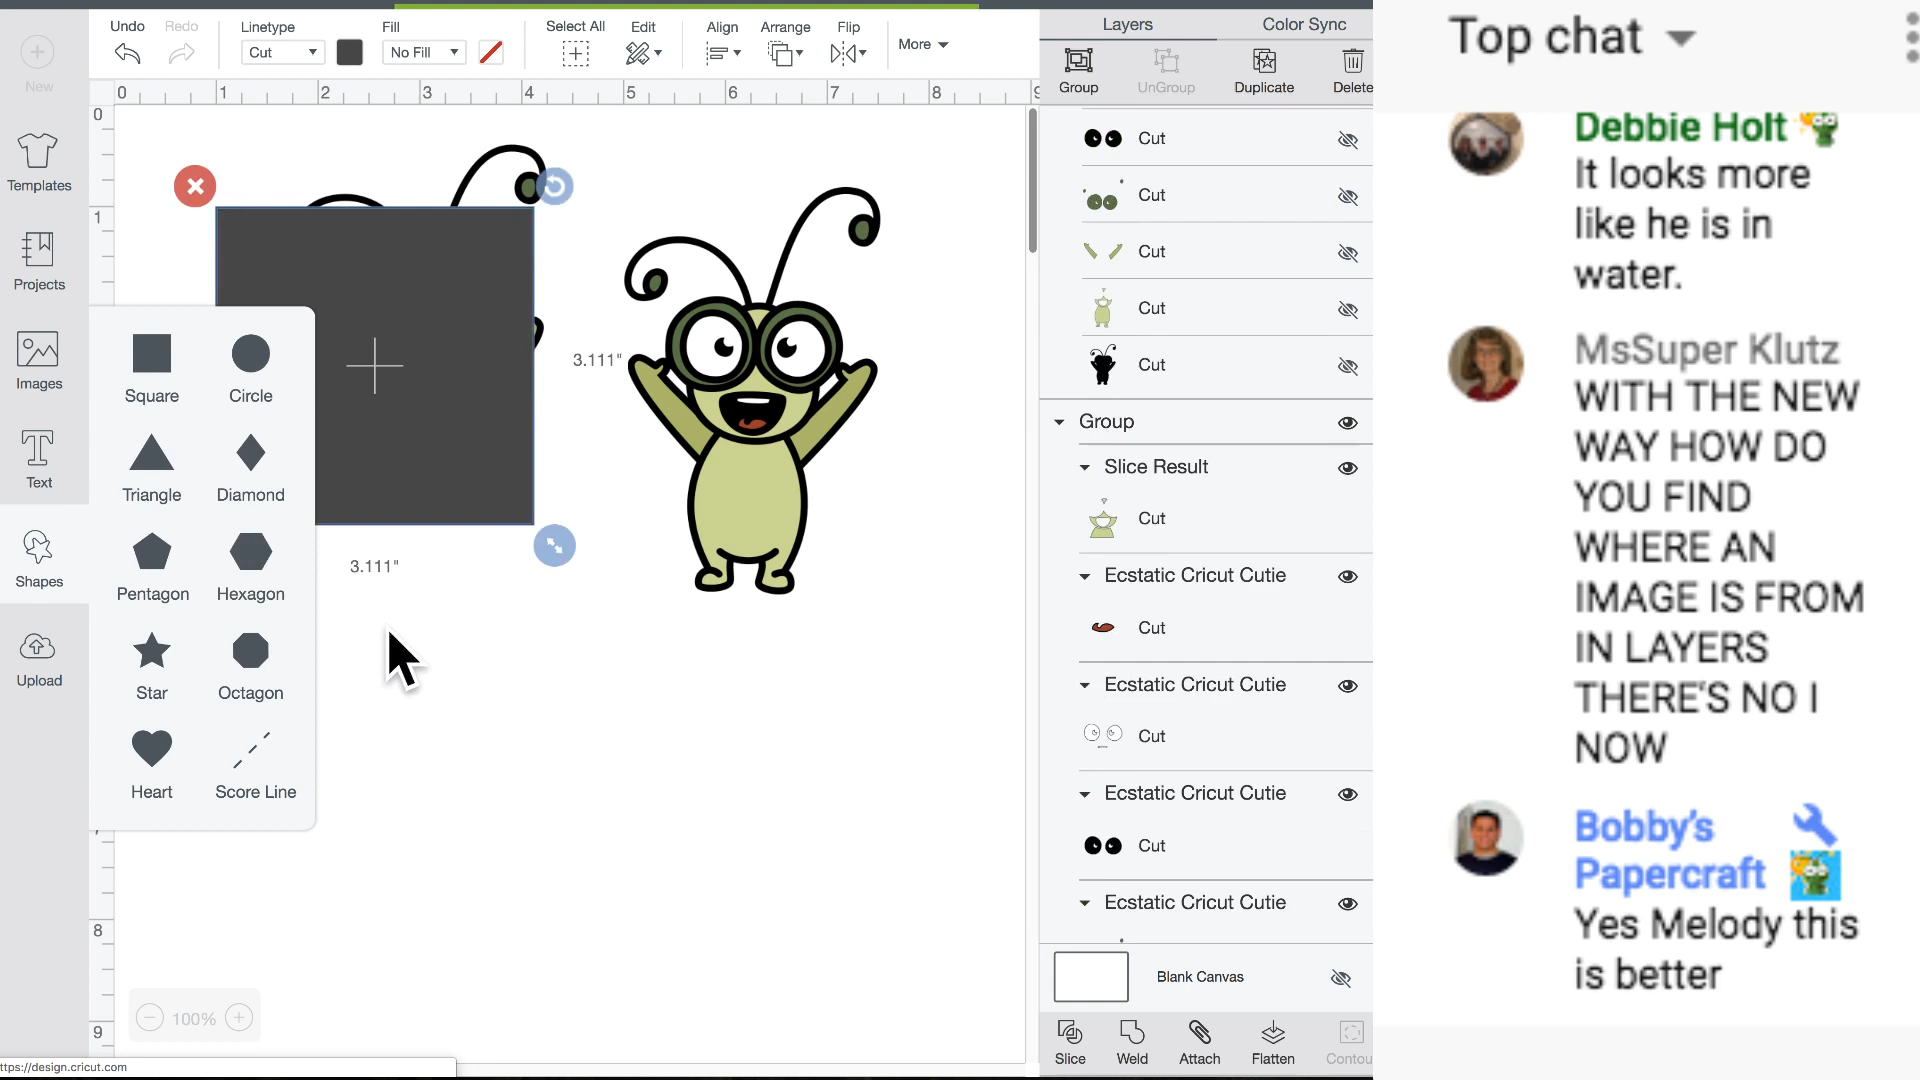 Undo
Redo
Linetype
Cut
Fill
No Fill
Select All
Edit
Align
Arrange
Flip
More
Layers
Color Sync
Group
UnGroup
Duplicate
Delete
New
Templates
Projects
Images
Text
Shapes
Upload
0 1 2 3 4 5 6 7 8 9
0
1
8
9
Square
Circle
Triangle
Diamond
Pentagon
Hexagon
Star
Octagon
Heart
Score Line
3.111"
3.111"
100%
ttps://design.cricut.com
Cut
Cut
Cut
Cut
Cut
Group
Slice Result
Cut
Ecstatic Cricut Cutie
Cut
Ecstatic Cricut Cutie
Cut
Ecstatic Cricut Cutie
Cut
Ecstatic Cricut Cutie
Blank Canvas
Slice
Weld
Attach
Flatten
Contou
Top chat
Debbie Holt
It looks more
like he is in
water.
MsSuper Klutz
WITH THE NEW
WAY HOW DO
YOU FIND
WHERE AN
IMAGE IS FROM
IN LAYERS
THERE'S NO I
NOW
Bobby's
Papercraft
Yes Melody this
is better